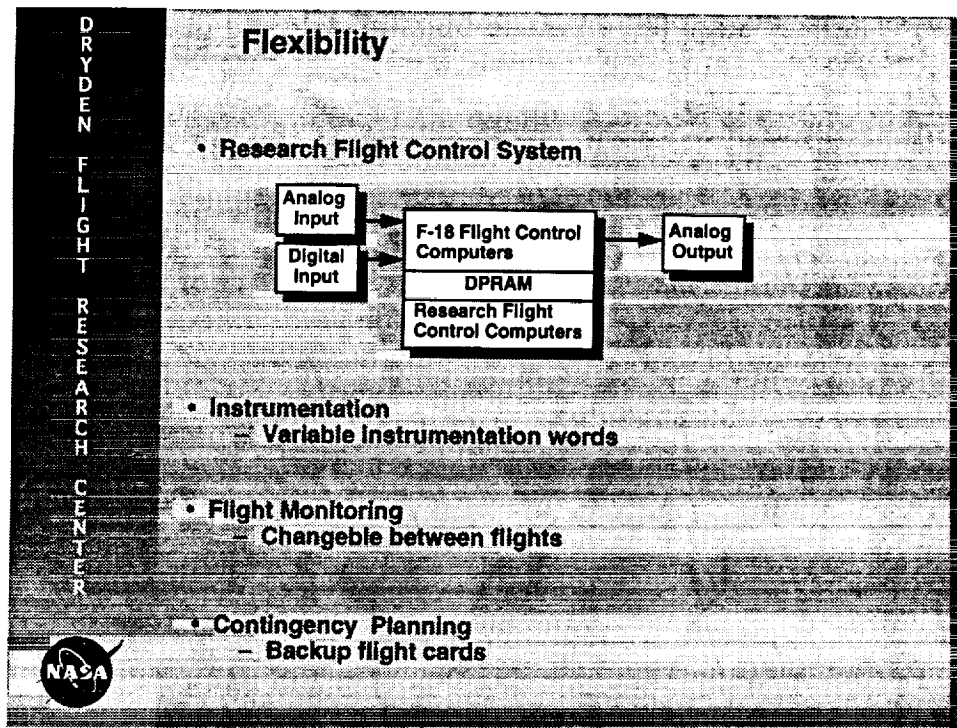 DRYDEN FLIGHT RESEARCH CENTER
Flexibility
• Research Flight Control System
Analog
Input
Digital
Input
F-18 Flight Control
Computers
DPRAM
Research Flight
Control Computers
Analog
Output
• Instrumentation
– Variable instrumentation words
• Flight Monitoring
– Changeble between flights
• Contingency Planning
– Backup flight cards
NASA